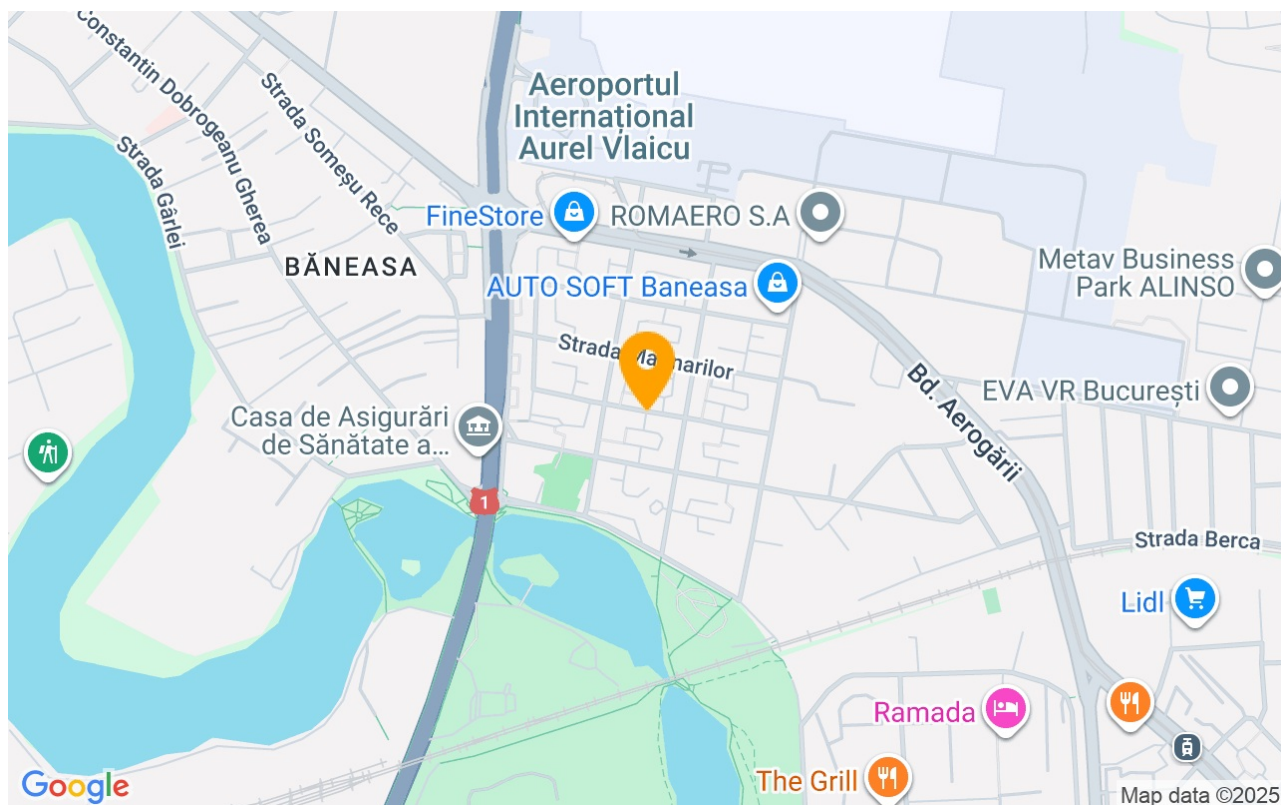 Constantin Dobrogeanu Gherea
Strada Someșu Rece
Strada Gârlei
Aeroportul
Internațional
Aurel Vlaicu
FineStore
ROMAERO S.A
BĂNEASA
AUTO SOFT Baneasa
Metav Business
Park ALINSO
Strada Ma
narilor
Bd. Aerogării
EVA VR București
Casa de Asigurări
de Sănătate a...
1
Strada Berca
Lidl
Ramada
The Grill
Google
Map data ©2025